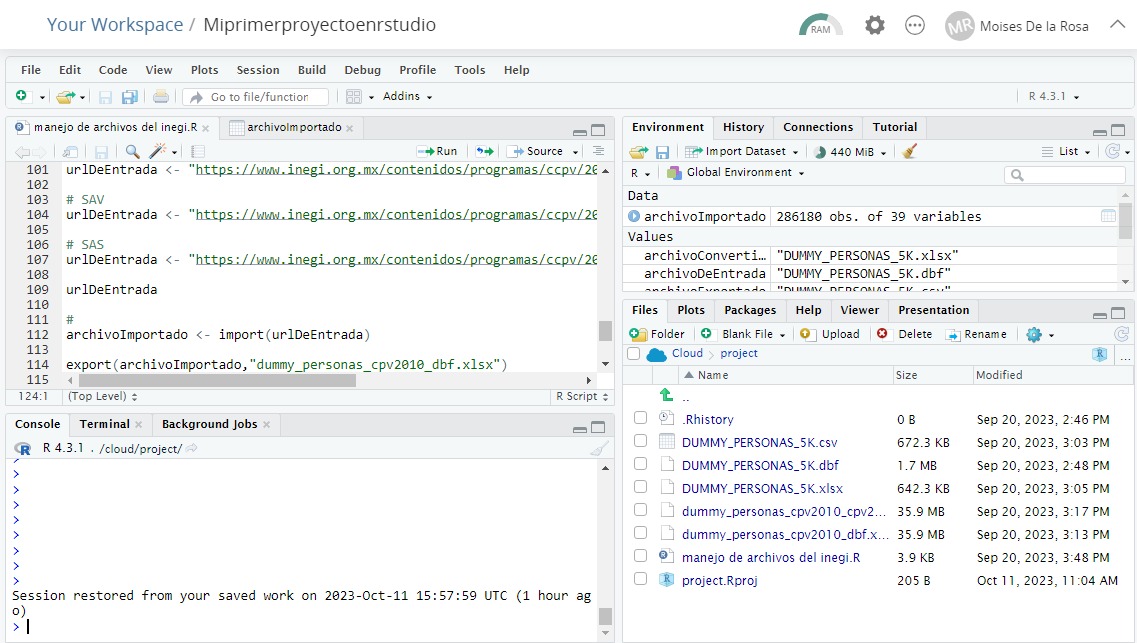 Your Workspace / Miprimerproyectoenrstudio
RAM
MR Moises De la Rosa
File Edit Code View Plots Session Build Debug Profile Tools Help
Go to file/function
Addins
R 4.3.1
manejo de archivos del inegi.R
archivoImportado
Run
Source
101 urlDeEntrada <- "https://www.inegi.org.mx/contenidos/programas/ccpv/20
102
103 # SAV
104 urlDeEntrada <- "https://www.inegi.org.mx/contenidos/programas/ccpv/20
105
106 # SAS
107 urlDeEntrada <- "https://www.inegi.org.mx/contenidos/programas/ccpv/20
108
109 urlDeEntrada
110
111 #
112 archivoImportado <- import(urlDeEntrada)
113
114 export(archivoImportado,"dummy_personas_cpv2010_dbf.xlsx")
115
124:1 (Top Level) R Script
Console Terminal Background Jobs
R 4.3.1 . /cloud/project/
>
>
>
>
>
>
>
>
Session restored from your saved work on 2023-Oct-11 15:57:59 UTC (1 hour ag
o)
>
Environment History Connections Tutorial
Import Dataset 440 MiB List
R Global Environment
Data
archivoImportado 286180 obs. of 39 variables
Values
archivoConverti… "DUMMY_PERSONAS_5K.xlsx"
archivoDeEntrada "DUMMY_PERSONAS_5K.dbf"
archivoExportado "DUMMY_PERSONAS_5K.csv"
Files Plots Packages Help Viewer Presentation
Folder Blank File Upload Delete Rename
Cloud project
...
Name Size Modified
..
.Rhistory 0 B Sep 20, 2023, 2:46 PM
DUMMY_PERSONAS_5K.csv 672.3 KB Sep 20, 2023, 3:03 PM
DUMMY_PERSONAS_5K.dbf 1.7 MB Sep 20, 2023, 2:48 PM
DUMMY_PERSONAS_5K.xlsx 642.3 KB Sep 20, 2023, 3:05 PM
dummy_personas_cpv2010_cpv2... 35.9 MB Sep 20, 2023, 3:17 PM
dummy_personas_cpv2010_dbf.x... 35.9 MB Sep 20, 2023, 3:13 PM
manejo de archivos del inegi.R 3.9 KB Sep 20, 2023, 3:48 PM
project.Rproj 205 B Oct 11, 2023, 11:04 AM